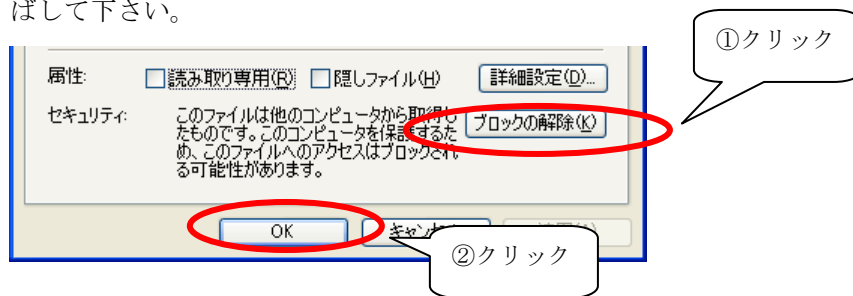 ばして下さい。
①クリック
属性: 読み取り専用(R) 隠しファイル(H) 詳細設定(D)...
セキュリティ: このファイルは他のコンピュータから取得し
たものです。このコンピュータを保護するた
め、このファイルへのアクセスはブロックされ
る可能性があります。
ブロックの解除(K)
OK
②クリック